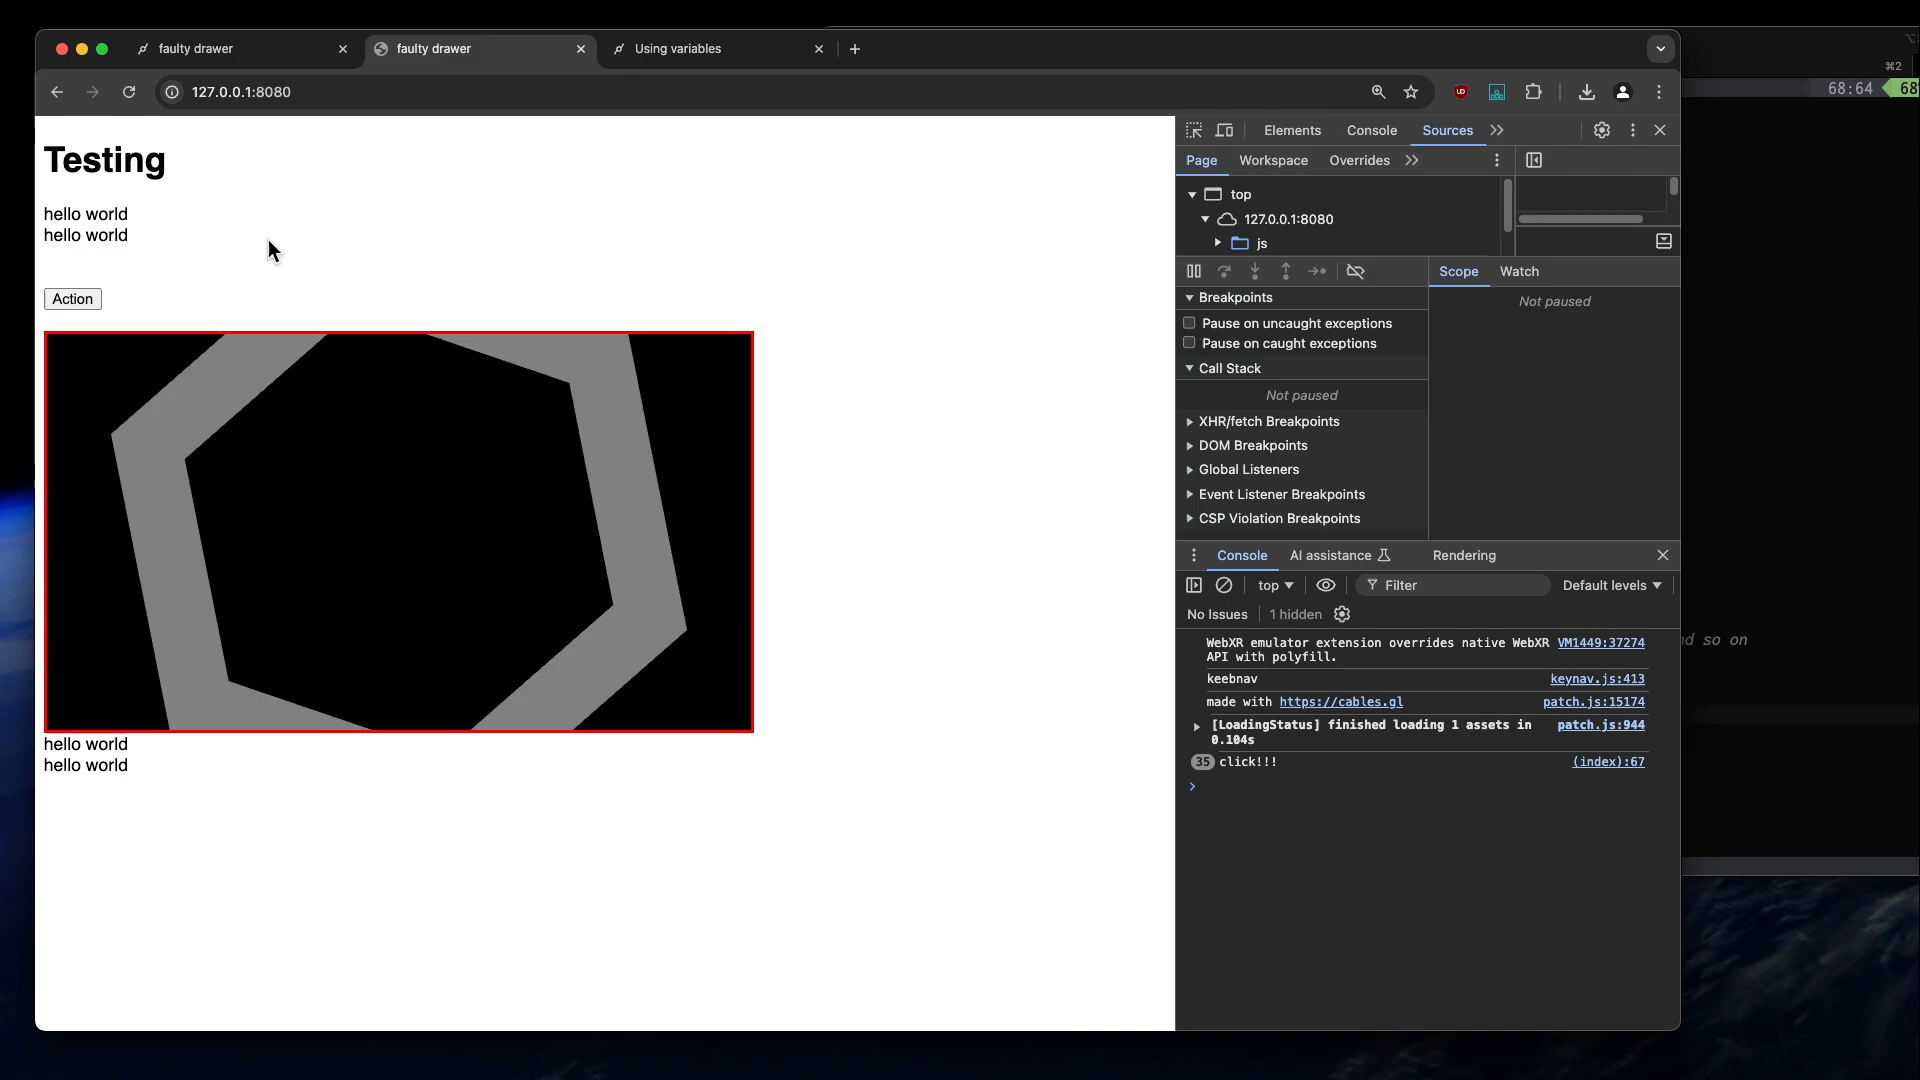 faulty drawer
faulty drawer
Using variables
⌘2
127.0.0.1:8080
68:64
68
Testing
hello world
hello world
Action
hello world
hello world
Elements
Console
Sources
Page
Workspace
Overrides
top
127.0.0.1:8080
js
Scope
Watch
Breakpoints
Not paused
Pause on uncaught exceptions
Pause on caught exceptions
Call Stack
Not paused
XHR/fetch Breakpoints
DOM Breakpoints
Global Listeners
Event Listener Breakpoints
CSP Violation Breakpoints
Console
AI assistance
Rendering
top
Filter
Default levels
No Issues
1 hidden
WebXR emulator extension overrides native WebXR VM1449:37274
API with polyfill.
keebnav keynav.js:413
made with https://cables.gl patch.js:15174
[LoadingStatus] finished loading 1 assets in patch.js:944
0.104s
35 click!!! (index):67
so on